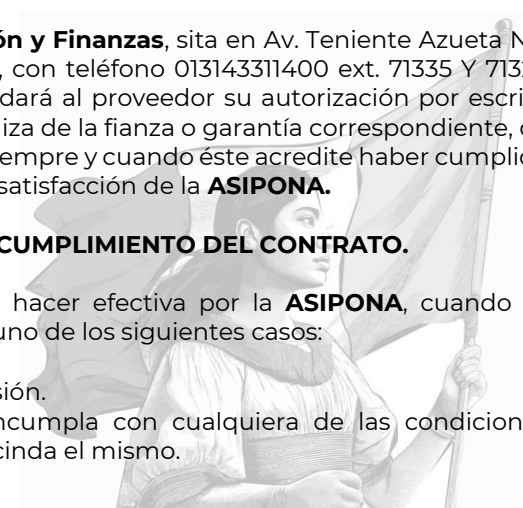 ón y Finanzas, sita en Av. Teniente Azueta N
, con teléfono 013143311400 ext. 71335 Y 713
dará al proveedor su autorización por escri
iza de la fianza o garantía correspondiente,
empre y cuando éste acredite haber cumplid
satisfacción de la ASIPONA.
CUMPLIMIENTO DEL CONTRATO.
hacer efectiva por la ASIPONA, cuando
uno de los siguientes casos:
sión.
ncumpla con cualquiera de las condicion
cinda el mismo.